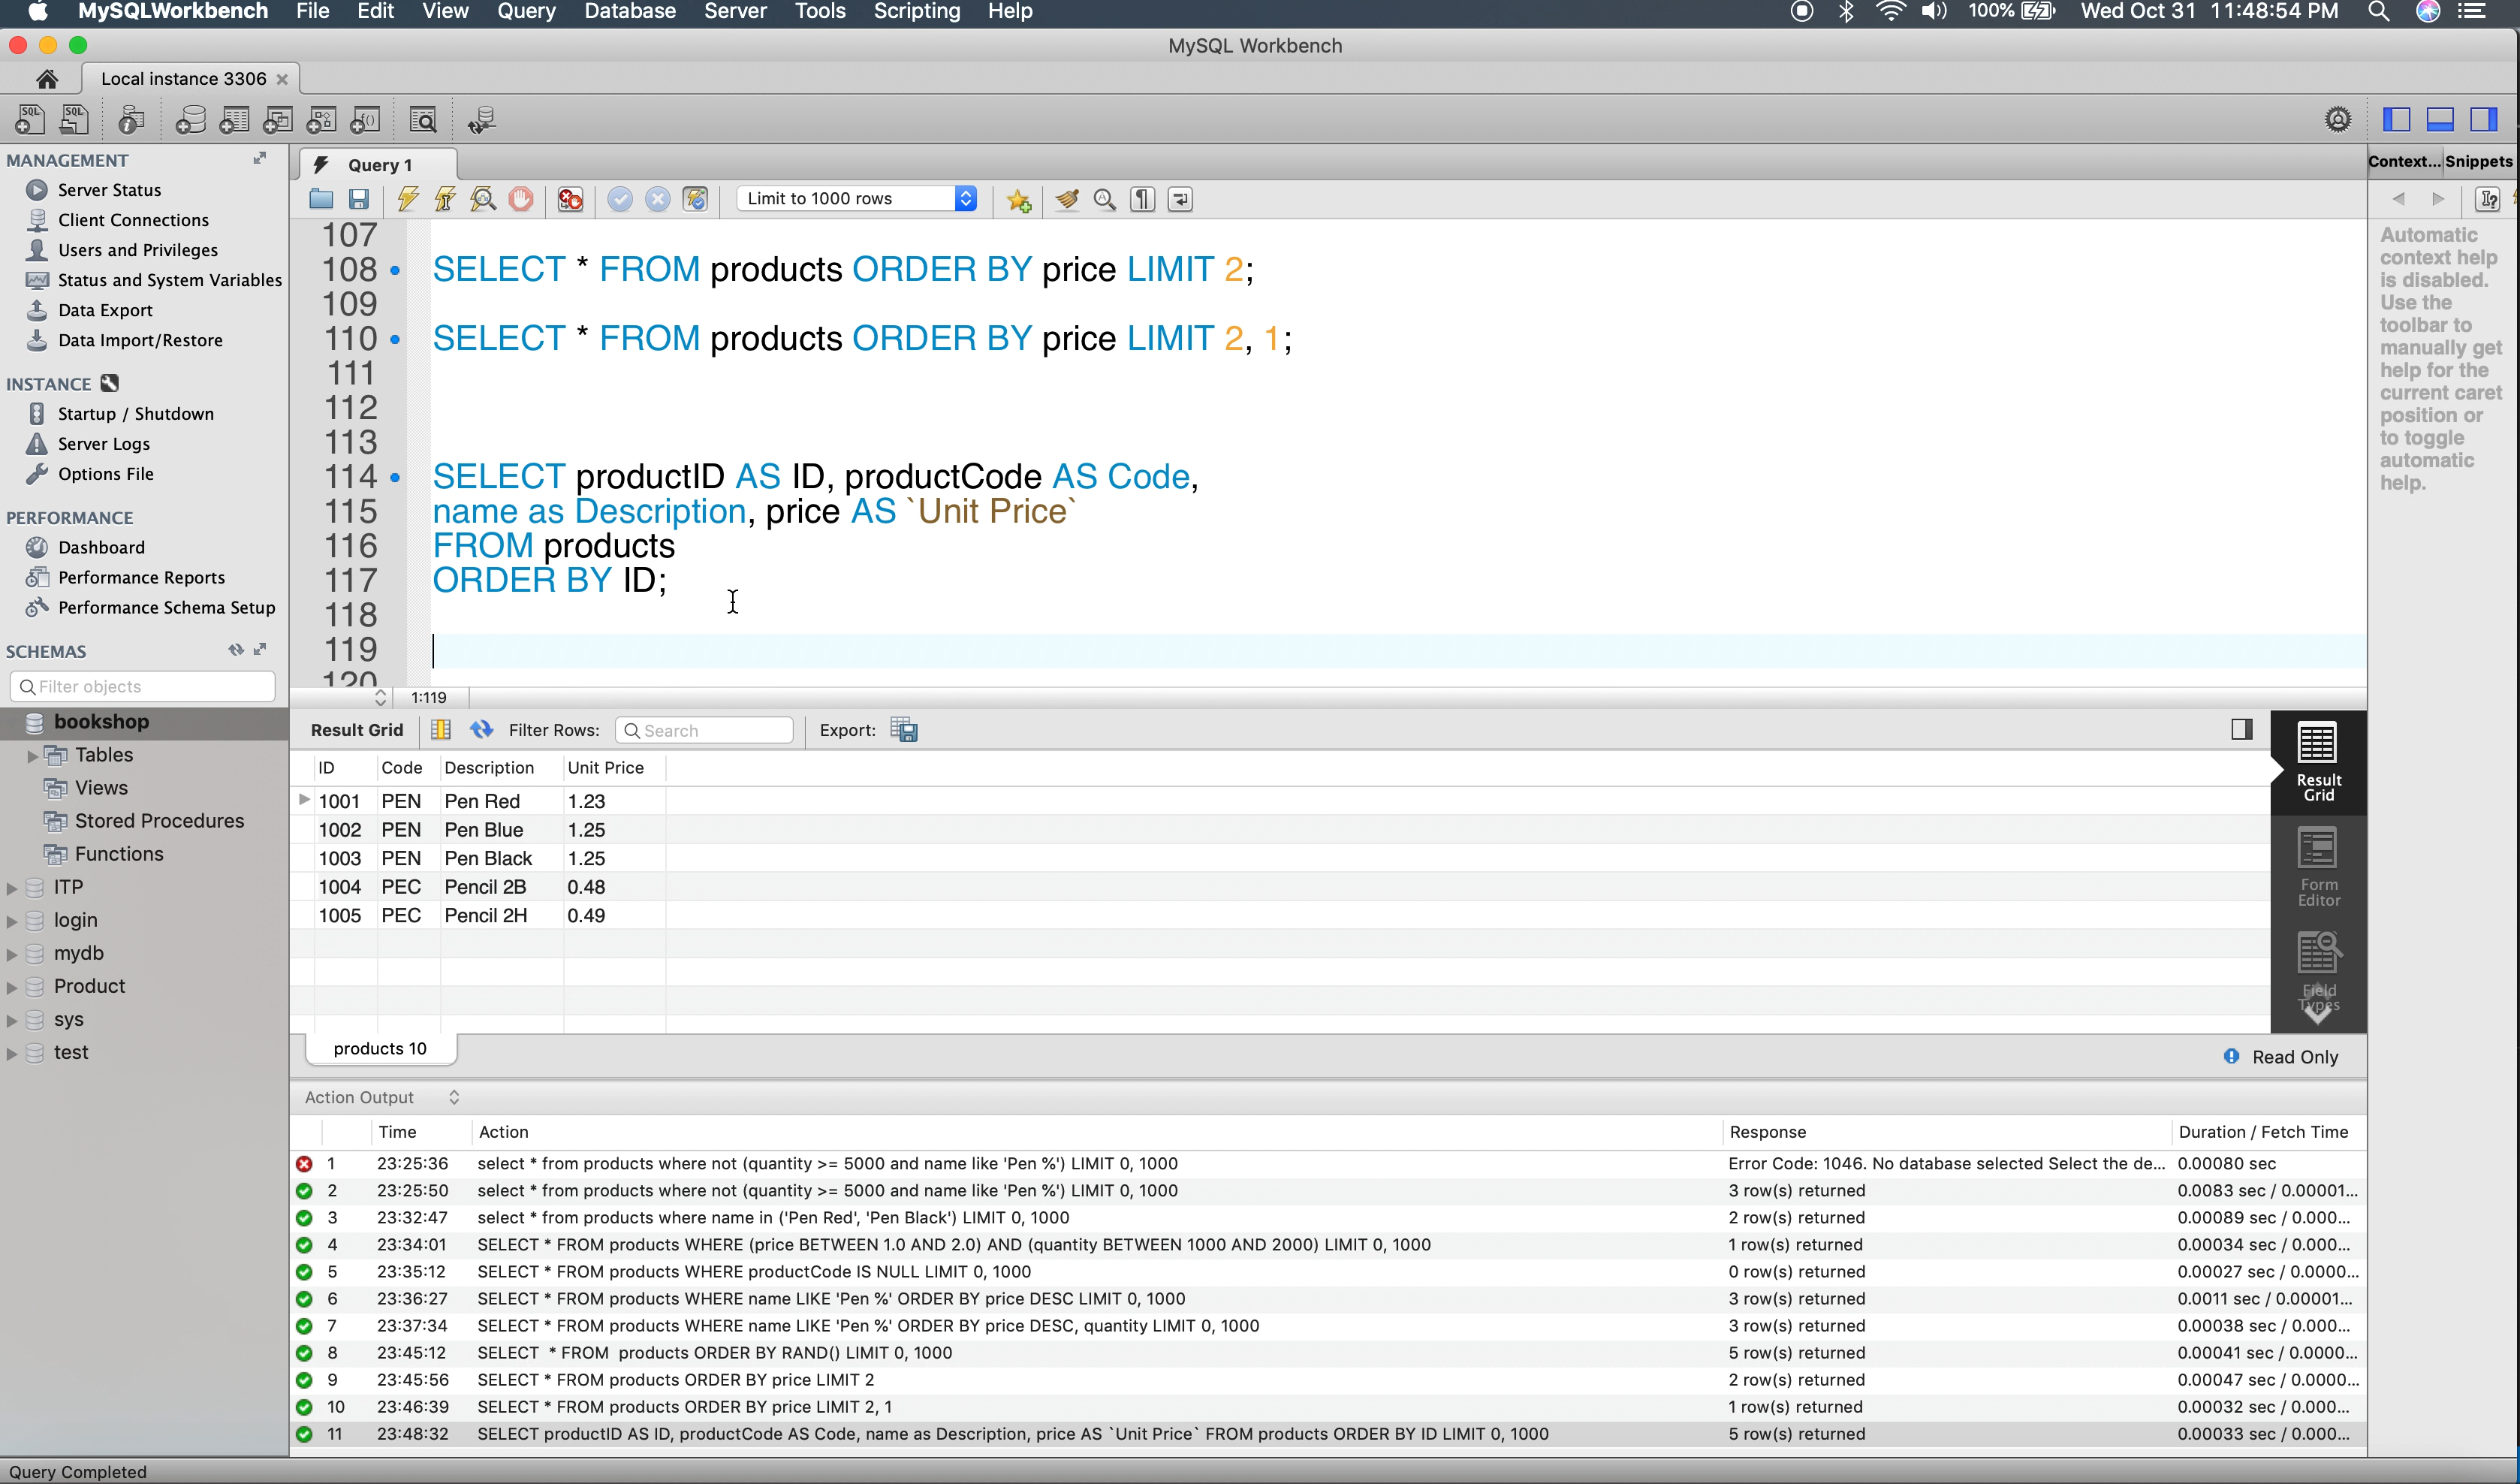 MySQLWorkbench File Edit View Query Database Server Tools Scripting Help 100% Wed Oct 31 11:48:54 PM
MySQL Workbench
Local instance 3306
MANAGEMENT
Server Status
Client Connections
Users and Privileges
Status and System Variables
Data Export
Data Import/Restore
INSTANCE
Startup / Shutdown
Server Logs
Options File
PERFORMANCE
Dashboard
Performance Reports
Performance Schema Setup
SCHEMAS
Filter objects
bookshop
Tables
Views
Stored Procedures
Functions
ITP
login
mydb
Product
sys
test
Query 1
Limit to 1000 rows
107
108 SELECT * FROM products ORDER BY price LIMIT 2;
109
110 SELECT * FROM products ORDER BY price LIMIT 2, 1;
111
112
113
114 SELECT productID AS ID, productCode AS Code,
115 name as Description, price AS `Unit Price`
116 FROM products
117 ORDER BY ID;
118
119
120
1:119
Result Grid Filter Rows: Search Export:
ID Code Description Unit Price
1001 PEN Pen Red 1.23
1002 PEN Pen Blue 1.25
1003 PEN Pen Black 1.25
1004 PEC Pencil 2B 0.48
1005 PEC Pencil 2H 0.49
Result
Grid
Form
Editor
Field
Types
products 10
Read Only
Action Output
Time Action Response Duration / Fetch Time
1 23:25:36 select * from products where not (quantity >= 5000 and name like 'Pen %') LIMIT 0, 1000 Error Code: 1046. No database selected Select the de... 0.00080 sec
2 23:25:50 select * from products where not (quantity >= 5000 and name like 'Pen %') LIMIT 0, 1000 3 row(s) returned 0.0083 sec / 0.00001...
3 23:32:47 select * from products where name in ('Pen Red', 'Pen Black') LIMIT 0, 1000 2 row(s) returned 0.00089 sec / 0.000...
4 23:34:01 SELECT * FROM products WHERE (price BETWEEN 1.0 AND 2.0) AND (quantity BETWEEN 1000 AND 2000) LIMIT 0, 1000 1 row(s) returned 0.00034 sec / 0.000...
5 23:35:12 SELECT * FROM products WHERE productCode IS NULL LIMIT 0, 1000 0 row(s) returned 0.00027 sec / 0.0000...
6 23:36:27 SELECT * FROM products WHERE name LIKE 'Pen %' ORDER BY price DESC LIMIT 0, 1000 3 row(s) returned 0.0011 sec / 0.00001...
7 23:37:34 SELECT * FROM products WHERE name LIKE 'Pen %' ORDER BY price DESC, quantity LIMIT 0, 1000 3 row(s) returned 0.00038 sec / 0.000...
8 23:45:12 SELECT * FROM products ORDER BY RAND() LIMIT 0, 1000 5 row(s) returned 0.00041 sec / 0.0000...
9 23:45:56 SELECT * FROM products ORDER BY price LIMIT 2 2 row(s) returned 0.00047 sec / 0.0000...
10 23:46:39 SELECT * FROM products ORDER BY price LIMIT 2, 1 1 row(s) returned 0.00032 sec / 0.000...
11 23:48:32 SELECT productID AS ID, productCode AS Code, name as Description, price AS `Unit Price` FROM products ORDER BY ID LIMIT 0, 1000 5 row(s) returned 0.00033 sec / 0.000...
Context... Snippets
Automatic
context help
is disabled.
Use the
toolbar to
manually get
help for the
current caret
position or
to toggle
automatic
help.
Query Completed